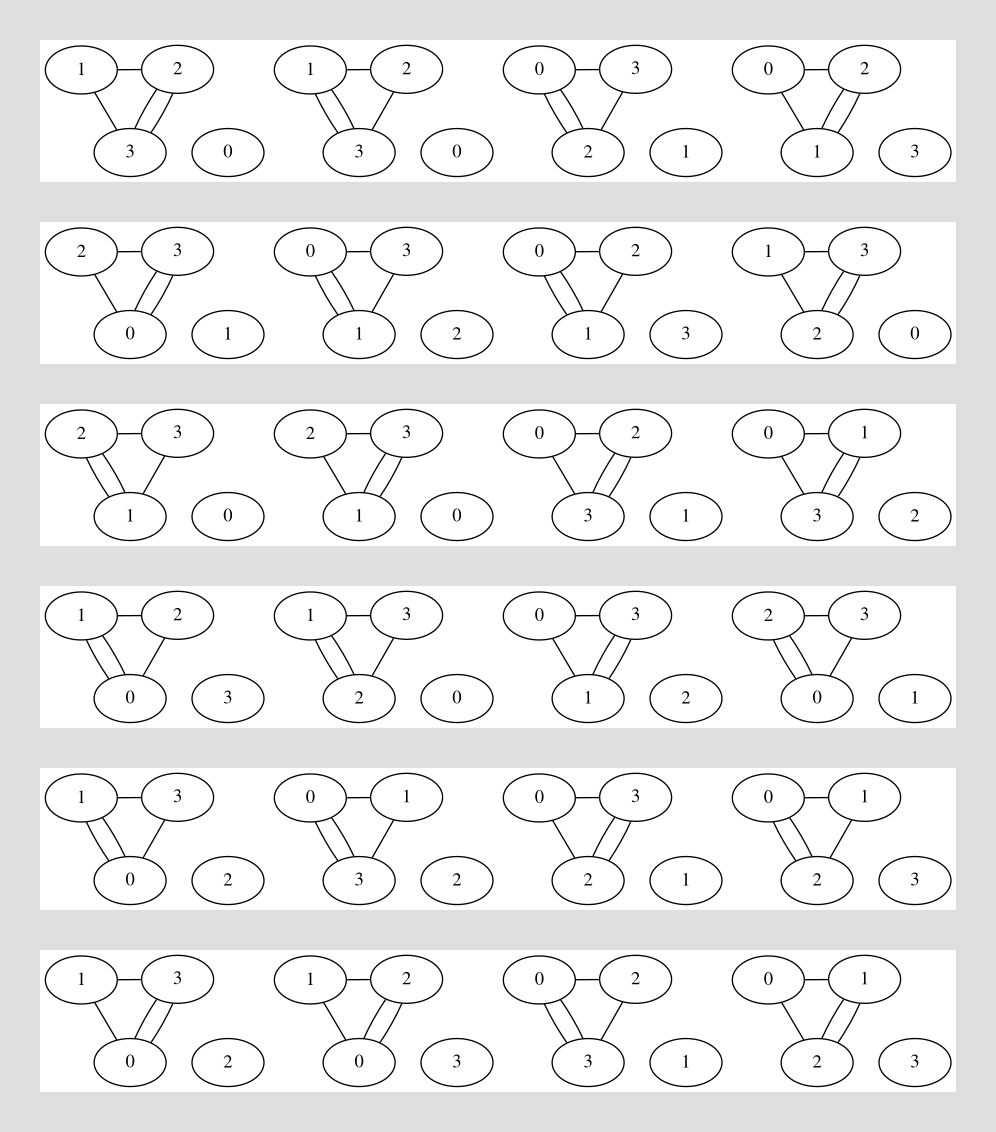 1 2 1 2 0 3 0 2
3 0 3 0 2 1 1 3
2 3 0 3 0 2 1 3
0 1 1 2 1 3 2 0
2 3 2 3 0 2 0 1
1 0 1 0 3 1 3 2
1 2 1 3 0 3 2 3
0 3 2 0 1 2 0 1
1 3 0 1 0 3 0 1
0 2 3 2 2 1 2 3
1 3 1 2 0 2 0 1
0 2 0 3 3 1 2 3